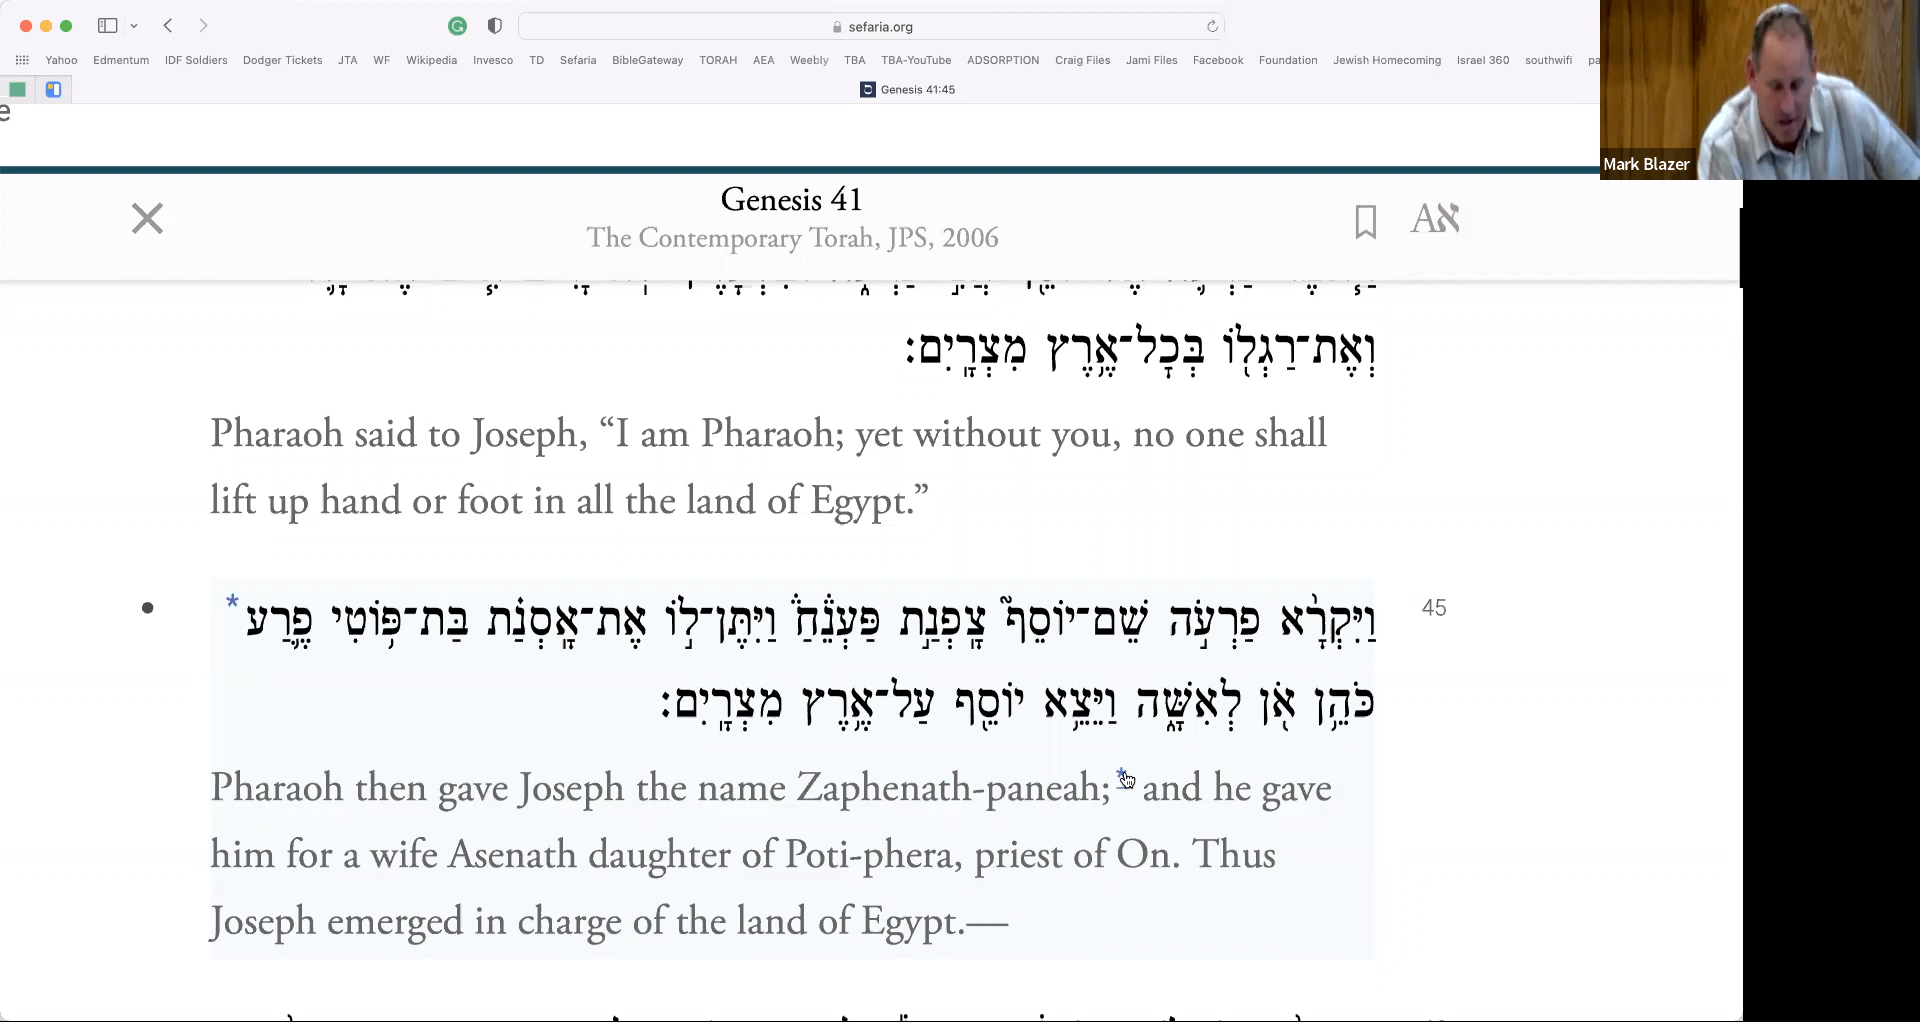 sefaria.org
Yahoo Edmentum IDF Soldiers Dodger Tickets JTA WF Wikipedia Invesco TD Sefaria BibleGateway TORAH AEA Weebly TBA TBA-YouTube ADSORPTION Craig Files Jami Files Facebook Foundation Jewish Homecoming Israel 360 southwifi
Genesis 41:45
e
Mark Blazer
Genesis 41
The Contemporary Torah, JPS, 2006
Aא
וְאֶת־רַגְל֖וֹ בְּכׇל־אֶ֥רֶץ מִצְרָֽיִם׃
Pharaoh said to Joseph, “I am Pharaoh; yet without you, no one shall
lift up hand or foot in all the land of Egypt.”
45
וַיִּקְרָ֨א פַרְעֹ֣ה שֵׁם־יוֹסֵף֮ צָֽפְנַ֣ת פַּעְנֵ֒חַ֒ וַיִּתֶּן־ל֣וֹ אֶת־אָֽסְנַ֗ת בַּת־פּ֥וֹטִי פֶ֛רַע *
כֹּהֵ֥ן אֹ֖ן לְאִשָּׁ֑ה וַיֵּצֵ֥א יוֹסֵ֖ף עַל־אֶ֥רֶץ מִצְרָֽיִם׃
Pharaoh then gave Joseph the name Zaphenath-paneah;* and he gave
him for a wife Asenath daughter of Poti-phera, priest of On. Thus
Joseph emerged in charge of the land of Egypt.—